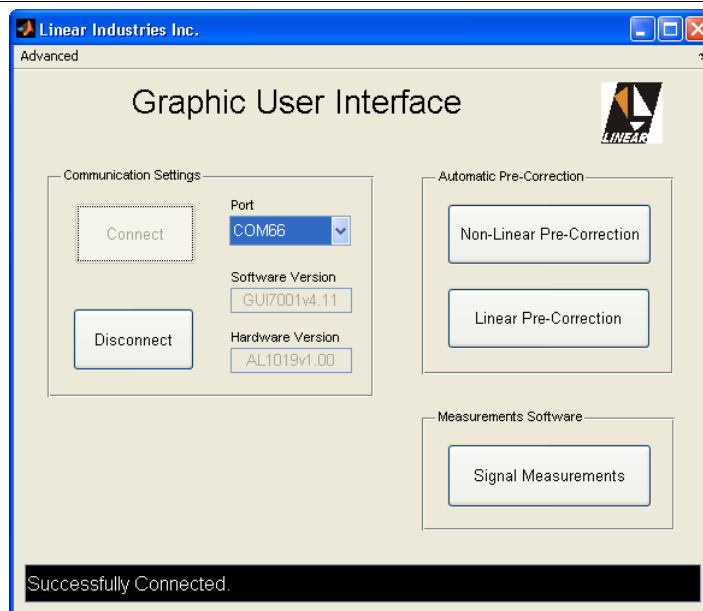 Linear Industries Inc.
Advanced
Graphic User Interface
LINEAR
Communication Settings
Connect
Port
COM66
Software Version
GUI7001v4.11
Disconnect
Hardware Version
AL1019v1.00
Automatic Pre-Correction
Non-Linear Pre-Correction
Linear Pre-Correction
Measurements Software
Signal Measurements
Successfully Connected.